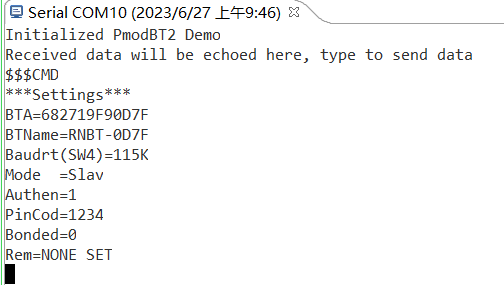 Serial COM10 (2023/6/27 上午9:46)
Initialized PmodBT2 Demo
Received data will be echoed here, type to send data
$$$CMD
***Settings***
BTA=682719F90D7F
BTName=RNBT-0D7F
Baudrt(SW4)=115K
Mode  =Slav
Authen=1
PinCod=1234
Bonded=0
Rem=NONE SET